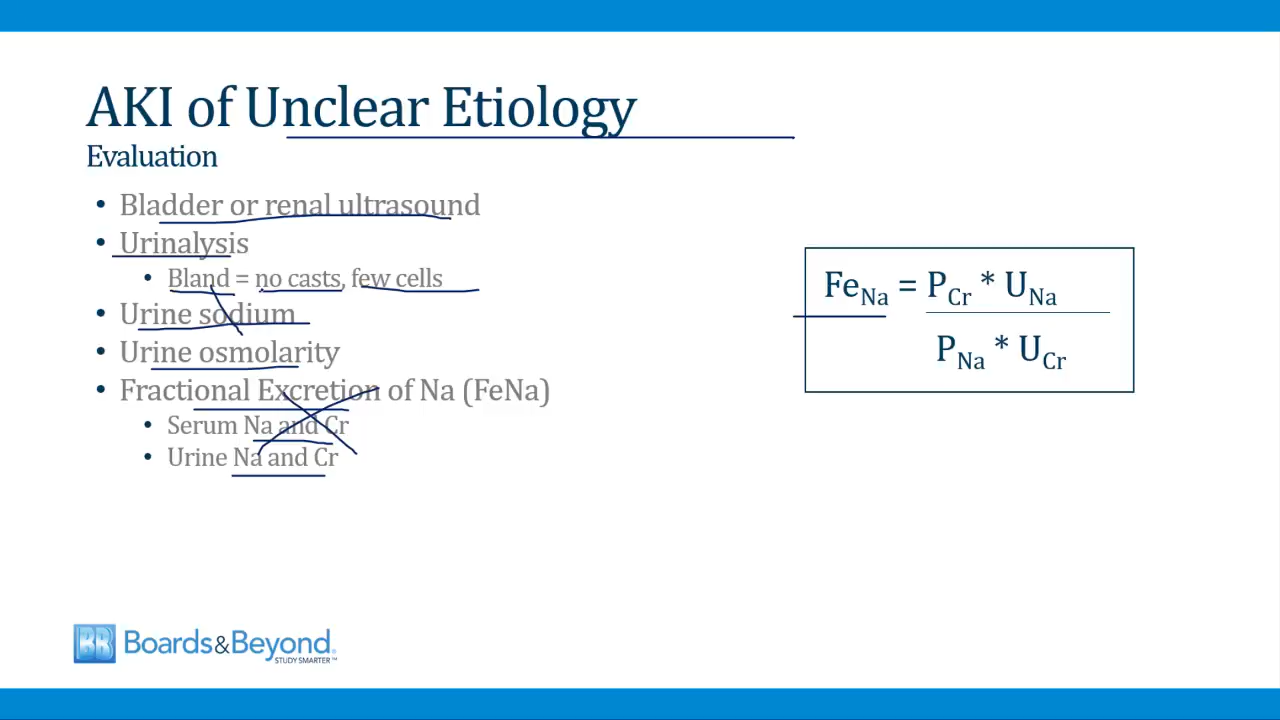 AKI of Unclear Etiology
Evaluation
• Bladder or renal ultrasound
• Urinalysis
• Bland = no casts, few cells
• Urine sodium
• Urine osmolarity
• Fractional Excretion of Na (FeNa)
• Serum Na and Cr
• Urine Na and Cr
FeNa = PCr * UNa
PNa * UCr
BB Boards&Beyond.
STUDY SMARTER™